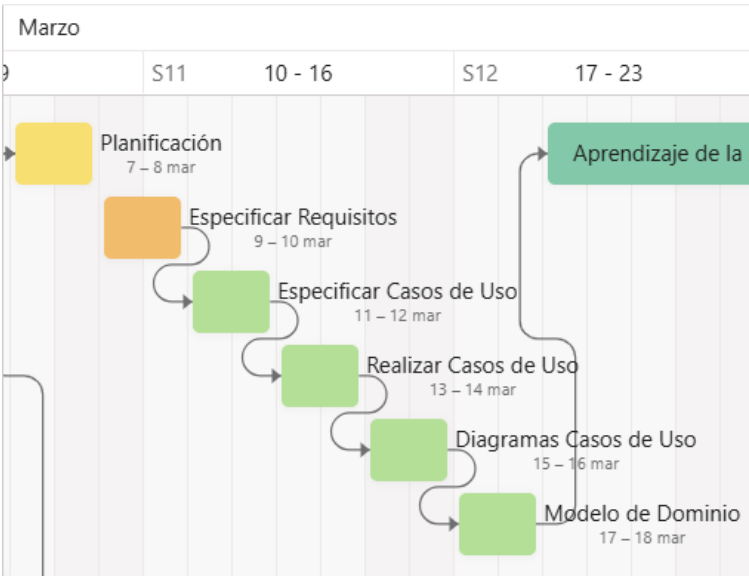 Marzo
9 S11 10 - 16 S12 17 - 23
Planificación
7 – 8 mar
Aprendizaje de la
Especificar Requisitos
9 – 10 mar
Especificar Casos de Uso
11 – 12 mar
Realizar Casos de Uso
13 – 14 mar
Diagramas Casos de Uso
15 – 16 mar
Modelo de Dominio
17 – 18 mar